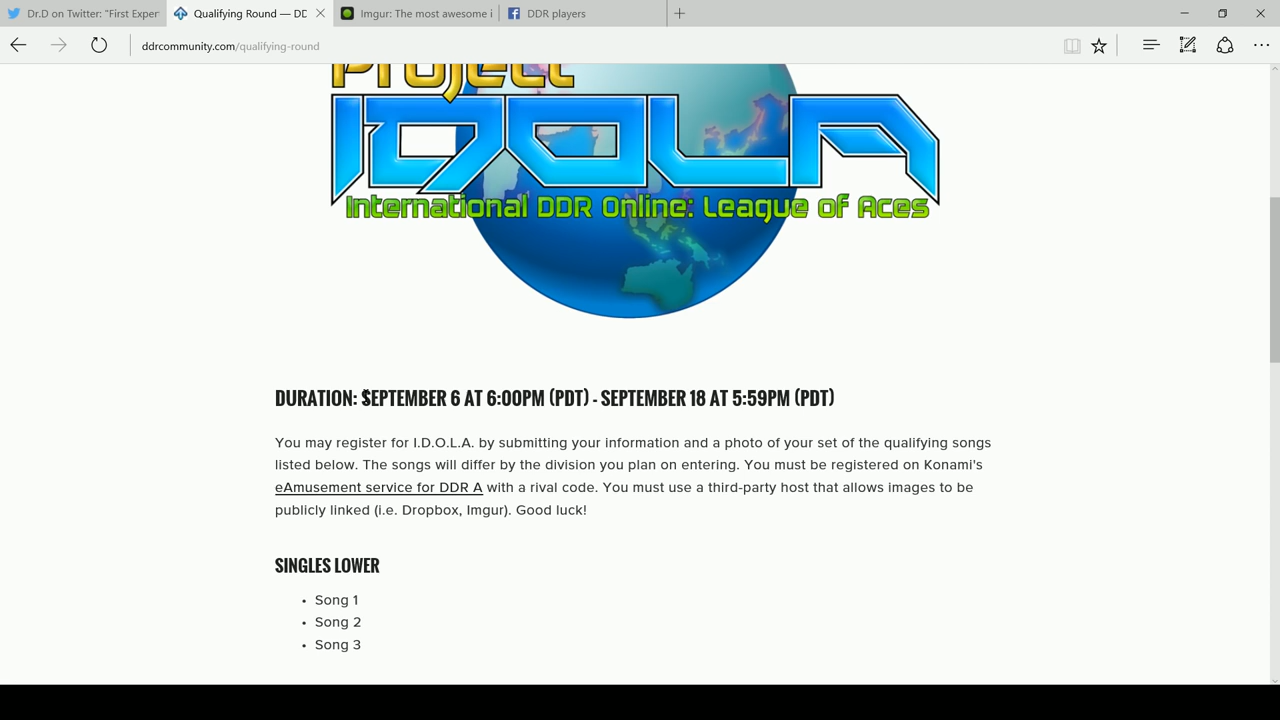 Dr.D on Twitter: "First Exper
Qualifying Round — DD
Imgur: The most awesome i
DDR players
ddrcommunity.com/qualifying-round
Project
IDOLA
International DDR Online: League of Aces
DURATION: SEPTEMBER 6 AT 6:00PM (PDT) - SEPTEMBER 18 AT 5:59PM (PDT)
You may register for I.D.O.L.A. by submitting your information and a photo of your set of the qualifying songs
listed below. The songs will differ by the division you plan on entering. You must be registered on Konami's
eAmusement service for DDR A with a rival code. You must use a third-party host that allows images to be
publicly linked (i.e. Dropbox, Imgur). Good luck!
SINGLES LOWER
• Song 1
• Song 2
• Song 3